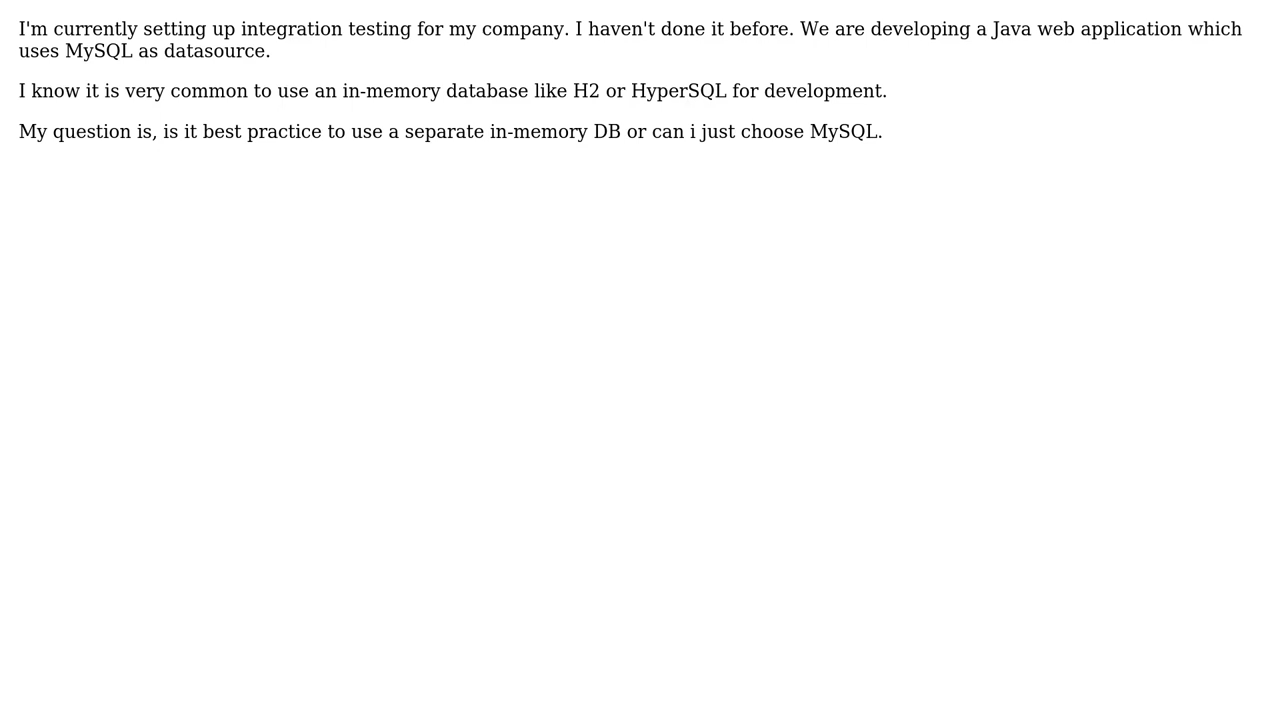 I'm currently setting up integration testing for my company. I haven't done it before. We are developing a Java web application which
uses MySQL as datasource.
I know it is very common to use an in-memory database like H2 or HyperSQL for development.
My question is, is it best practice to use a separate in-memory DB or can i just choose MySQL.